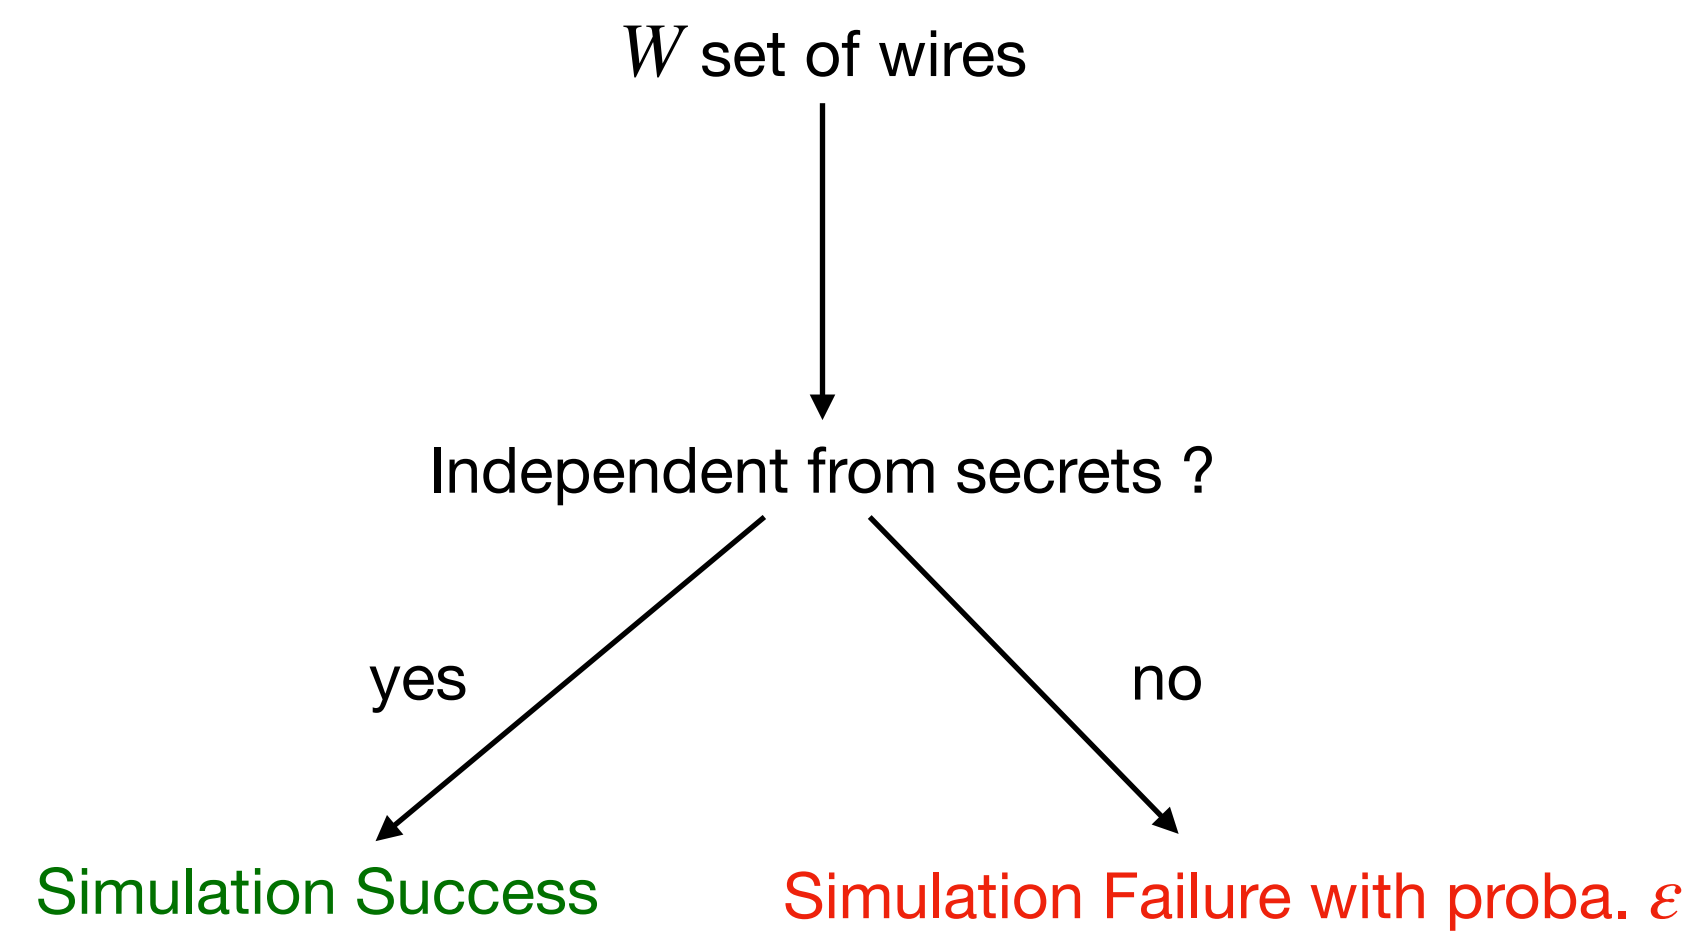 W set of wires
Independent from secrets ?
yes
no
Simulation Success
Simulation Failure with proba. ε